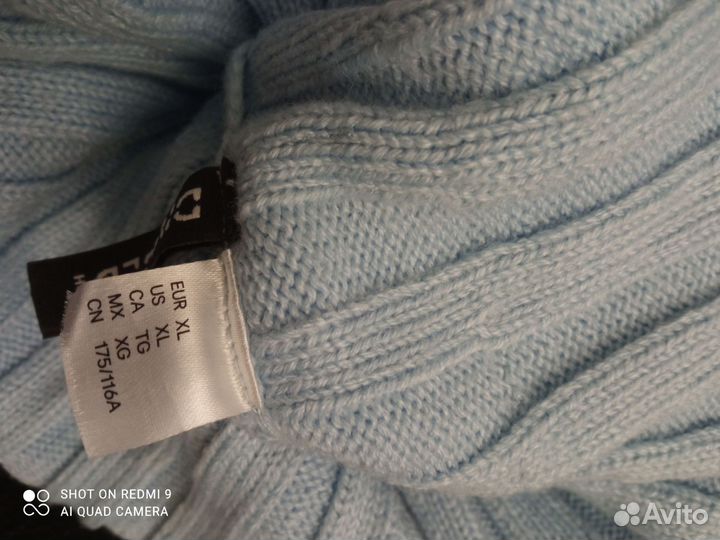 EUR XL
US XL
CA TG
MX XG
CN 175/116A
SHOT ON REDMI 9
AI QUAD CAMERA
Avito